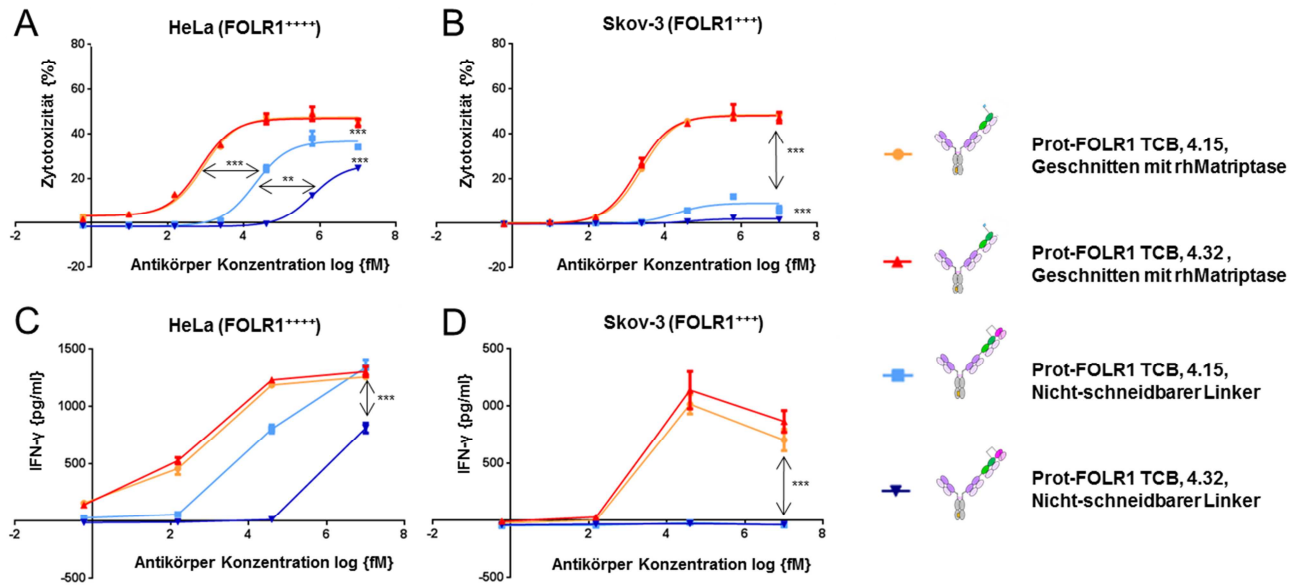 A
HeLa (FOLR1++++)
80
60
40
20
0
-20
-2
2
4
6
8
Zytotoxizität {%}
***
**
***
***
Antikörper Konzentration log {fM}
B
Skov-3 (FOLR1+++)
80
60
40
20
0
-20
-2
2
4
6
8
Zytotoxizität {%}
***
***
Antikörper Konzentration log {fM}
C
HeLa (FOLR1++++)
1500
1000
500
0
-500
2
4
6
8
IFN-γ {pg/ml}
***
Antikörper Konzentration log {fM}
D
Skov-3 (FOLR1+++)
500
000
500
0
-500
2
4
6
8
IFN-γ {pg/ml}
***
Antikörper Konzentration log {fM}
Prot-FOLR1 TCB, 4.15,
Geschnitten mit rhMatriptase
Prot-FOLR1 TCB, 4.32 ,
Geschnitten mit rhMatriptase
Prot-FOLR1 TCB, 4.15,
Nicht-schneidbarer Linker
Prot-FOLR1 TCB, 4.32,
Nicht-schneidbarer Linker